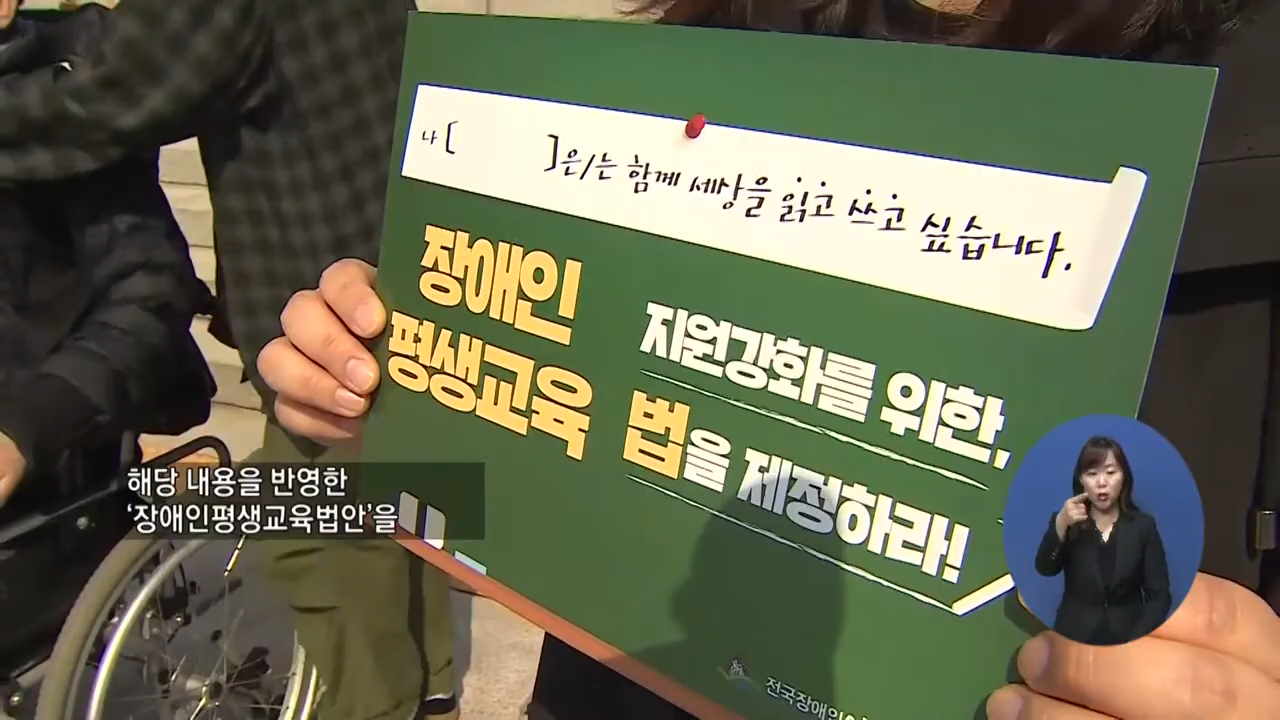 나 [ ]은/는 함께 세상을 읽고 쓰고 싶습니다.
장애인
평생교육
지원강화를 위한,
법을 제정하라!
해당 내용을 반영한
‘장애인평생교육법안’을